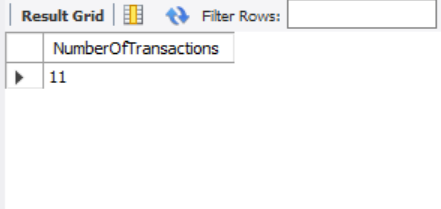 Result Grid Filter Rows:
NumberOfTransactions
11